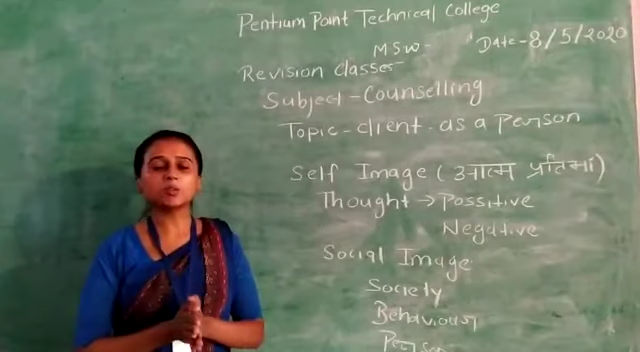 Pentium Point Technical College
MSW- Date-8/5/2020
Revision classes-
Subject-Counselling
Topic-client as a Person
Self Image (आत्म प्रतिमां)
Thought → Possitive
Negative
Social Image
Society
Behaviour
Person